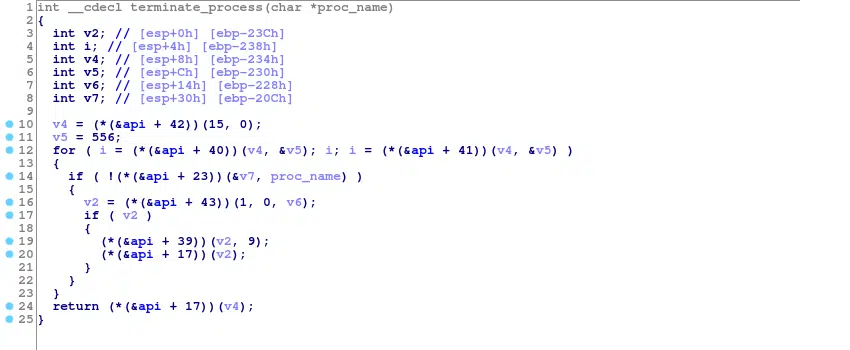 1 int __cdecl terminate_process(char *proc_name)
2 {
3 int v2; // [esp+0h] [ebp-23Ch]
4 int i; // [esp+4h] [ebp-238h]
5 int v4; // [esp+8h] [ebp-234h]
6 int v5; // [esp+Ch] [ebp-230h]
7 int v6; // [esp+14h] [ebp-228h]
8 int v7; // [esp+30h] [ebp-20Ch]
9
10 v4 = (*(&api + 42))(15, 0);
11 v5 = 556;
12 for ( i = (*(&api + 40))(v4, &v5); i; i = (*(&api + 41))(v4, &v5) )
13 {
14 if ( !(*(&api + 23))(&v7, proc_name) )
15 {
16 v2 = (*(&api + 43))(1, 0, v6);
17 if ( v2 )
18 {
19 (*(&api + 39))(v2, 9);
20 (*(&api + 17))(v2);
21 }
22 }
23 }
24 return (*(&api + 17))(v4);
25 }